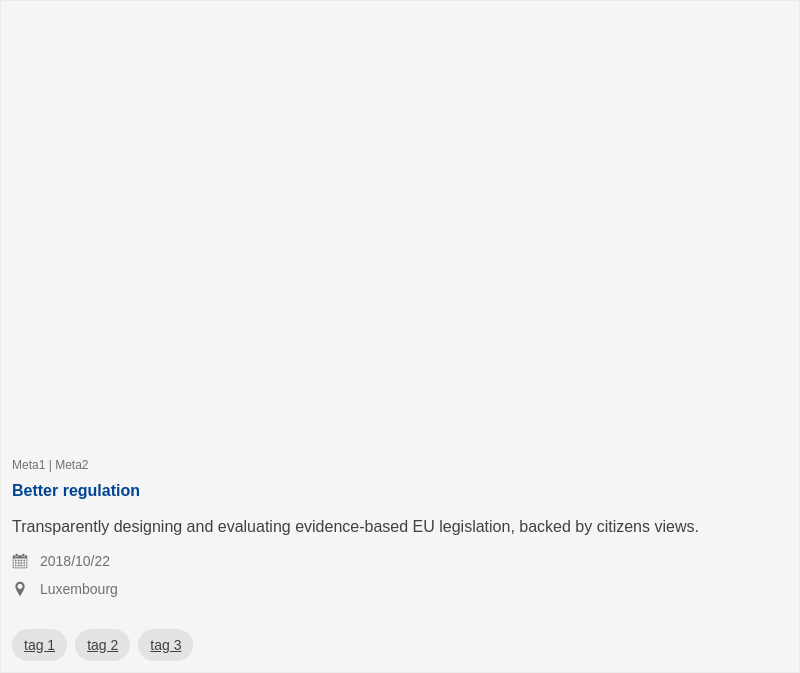 Meta1 | Meta2
Better regulation
Transparently designing and evaluating evidence-based EU legislation, backed by citizens views.
2018/10/22
Luxembourg
tag 1 tag 2 tag 3